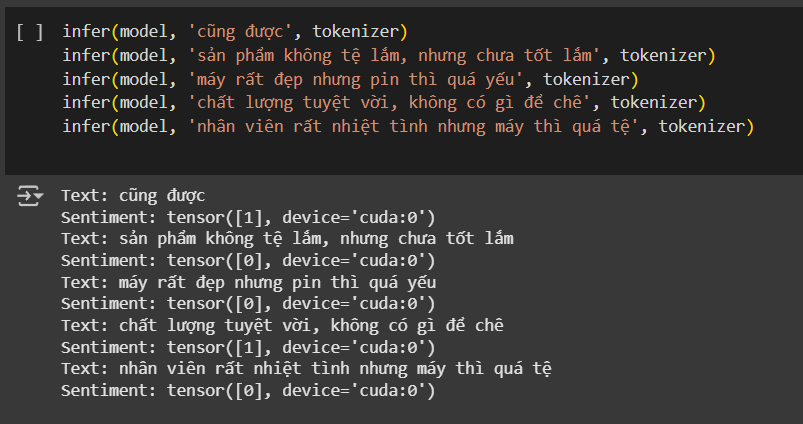 [ ] infer(model, 'cũng được', tokenizer)
infer(model, 'sản phẩm không tệ lắm, nhưng chưa tốt lắm', tokenizer)
infer(model, 'máy rất đẹp nhưng pin thì quá yếu', tokenizer)
infer(model, 'chất lượng tuyệt vời, không có gì để chê', tokenizer)
infer(model, 'nhân viên rất nhiệt tình nhưng máy thì quá tệ', tokenizer)
Text: cũng được
Sentiment: tensor([1], device='cuda:0')
Text: sản phẩm không tệ lắm, nhưng chưa tốt lắm
Sentiment: tensor([0], device='cuda:0')
Text: máy rất đẹp nhưng pin thì quá yếu
Sentiment: tensor([0], device='cuda:0')
Text: chất lượng tuyệt vời, không có gì để chê
Sentiment: tensor([1], device='cuda:0')
Text: nhân viên rất nhiệt tình nhưng máy thì quá tệ
Sentiment: tensor([0], device='cuda:0')